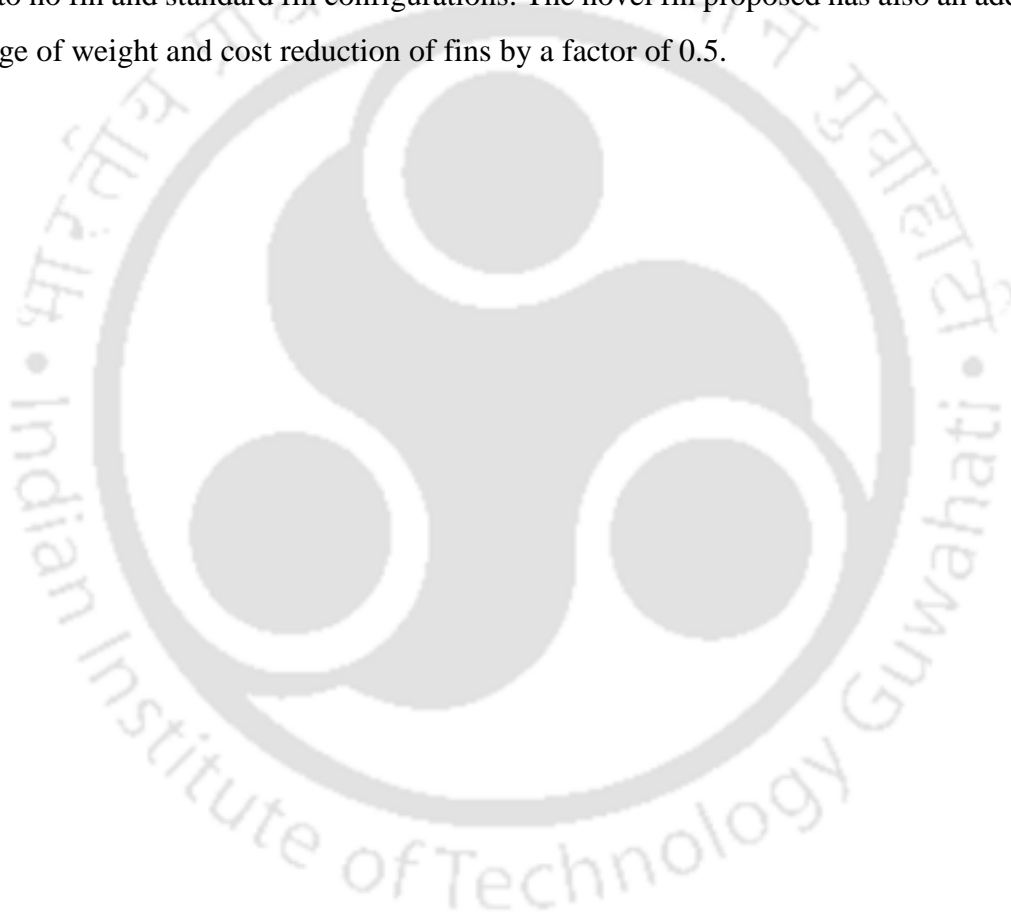 to no fin and standard fin configurations. The novel fin proposed has also an add
ge of weight and cost reduction of fins by a factor of 0.5.
भारतीय
गुवाहाटी
• Indian Institute of Technology Guwahati •